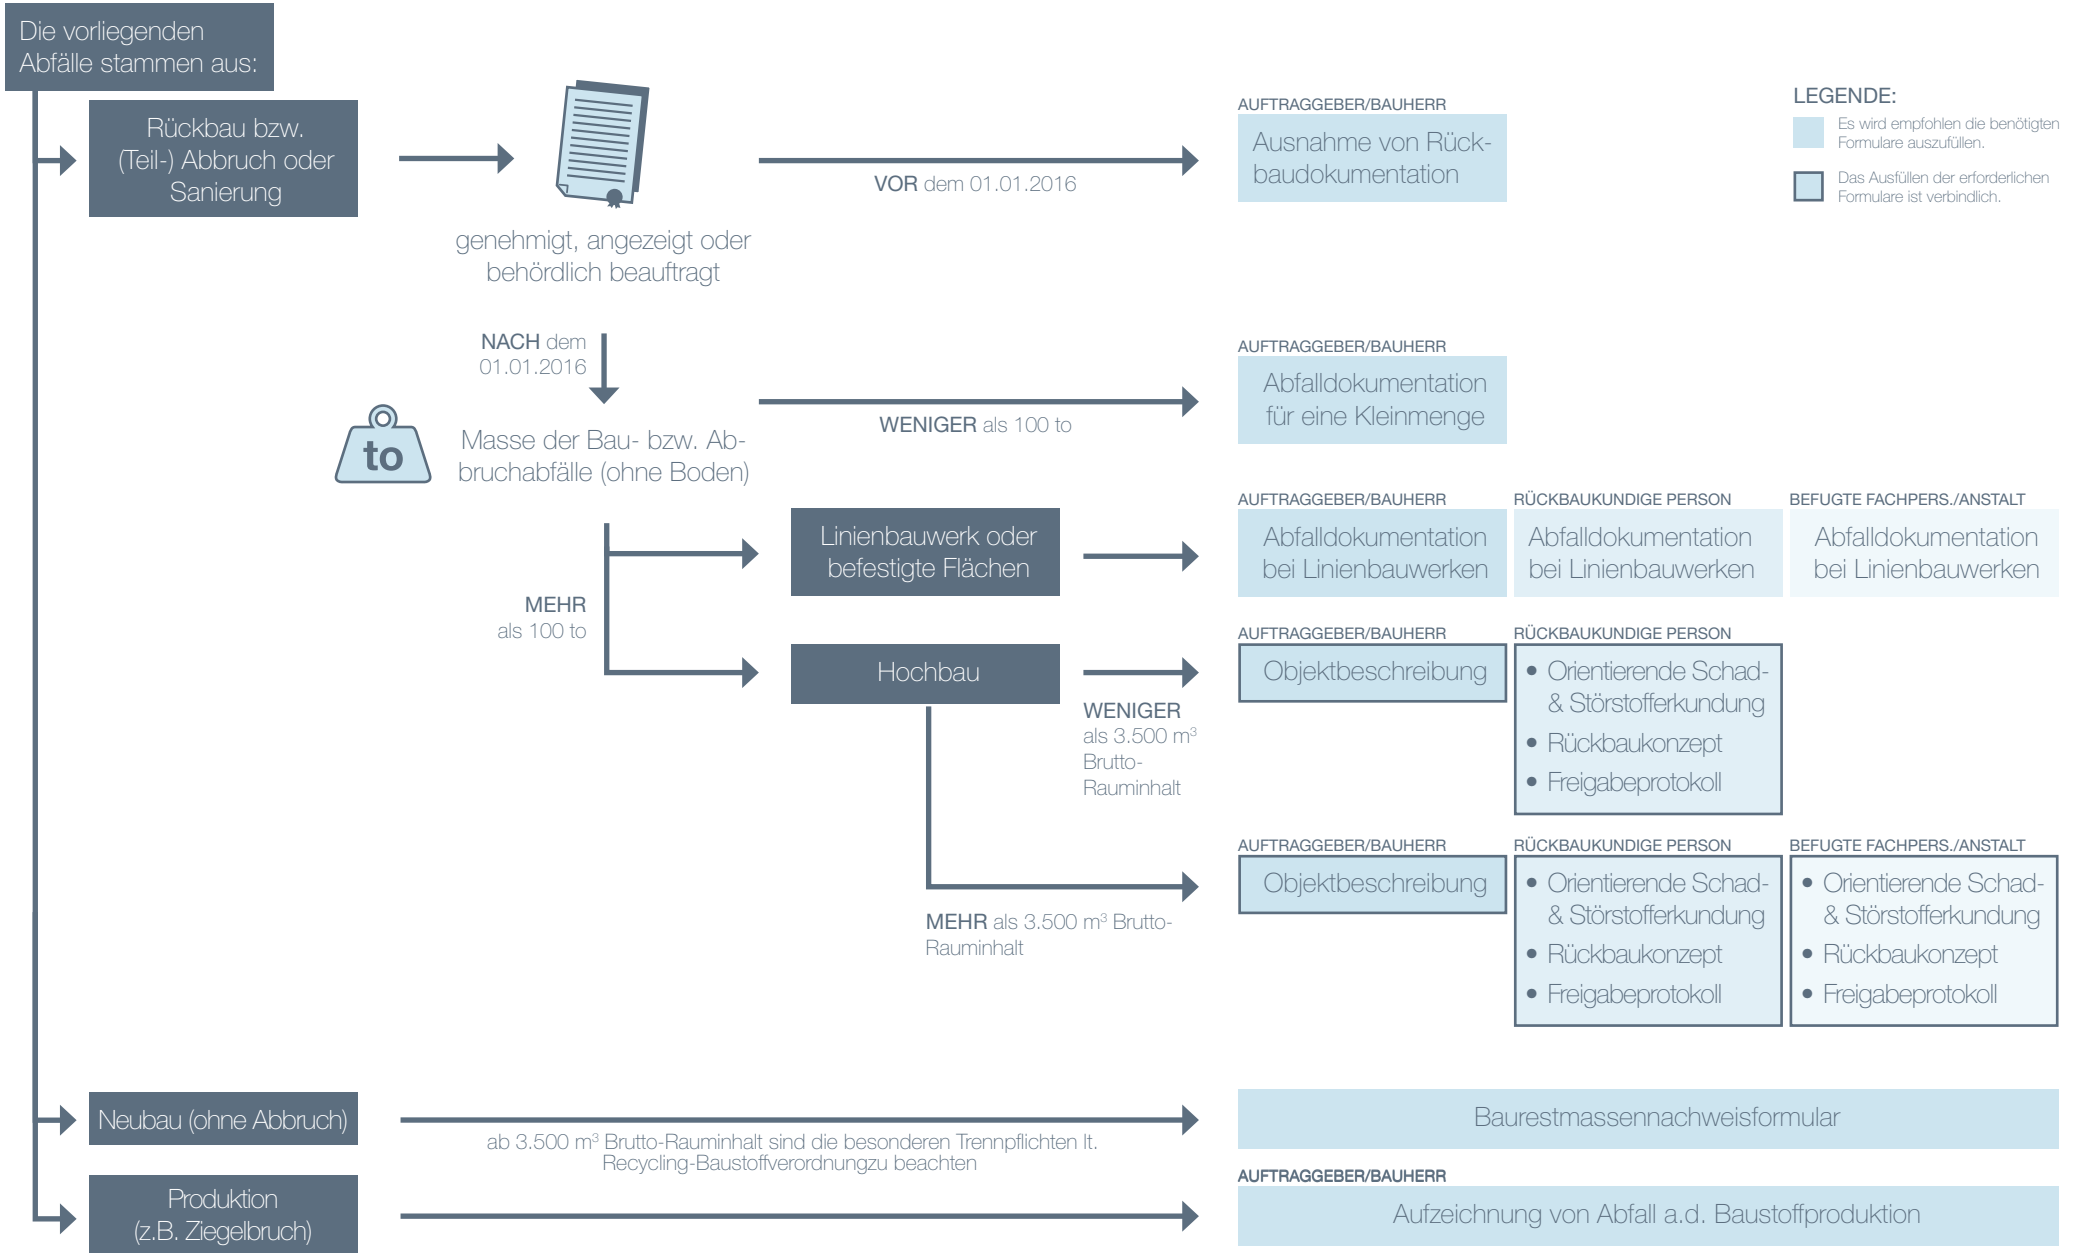 Die vorliegenden
Abfälle stammen aus:
Rückbau bzw.
(Teil-) Abbruch oder
Sanierung
genehmigt, angezeigt oder
behördlich beauftragt
VOR dem 01.01.2016
AUFTRAGGEBER/BAUHERR
Ausnahme von Rück-
baudokumentation
LEGENDE:
Es wird empfohlen die benötigten
Formulare auszufüllen.
Das Ausfüllen der erforderlichen
Formulare ist verbindlich.
NACH dem
01.01.2016
to
Masse der Bau- bzw. Ab-
bruchabfälle (ohne Boden)
WENIGER als 100 to
AUFTRAGGEBER/BAUHERR
Abfalldokumentation
für eine Kleinmenge
MEHR
als 100 to
Linienbauwerk oder
befestigte Flächen
AUFTRAGGEBER/BAUHERR
Abfalldokumentation
bei Linienbauwerken
RÜCKBAUKUNDIGE PERSON
Abfalldokumentation
bei Linienbauwerken
BEFUGTE FACHPERS./ANSTALT
Abfalldokumentation
bei Linienbauwerken
Hochbau
WENIGER
als 3.500 m³
Brutto-
Rauminhalt
AUFTRAGGEBER/BAUHERR
Objektbeschreibung
RÜCKBAUKUNDIGE PERSON
• Orientierende Schad-
& Störstofferkundung
• Rückbaukonzept
• Freigabeprotokoll
MEHR als 3.500 m³ Brutto-
Rauminhalt
AUFTRAGGEBER/BAUHERR
Objektbeschreibung
RÜCKBAUKUNDIGE PERSON
• Orientierende Schad-
& Störstofferkundung
• Rückbaukonzept
• Freigabeprotokoll
BEFUGTE FACHPERS./ANSTALT
• Orientierende Schad-
& Störstofferkundung
• Rückbaukonzept
• Freigabeprotokoll
Neubau (ohne Abbruch)
ab 3.500 m³ Brutto-Rauminhalt sind die besonderen Trennpflichten lt.
Recycling-Baustoffverordnungzu beachten
Baurestmassennachweisformular
Produktion
(z.B. Ziegelbruch)
AUFTRAGGEBER/BAUHERR
Aufzeichnung von Abfall a.d. Baustoffproduktion